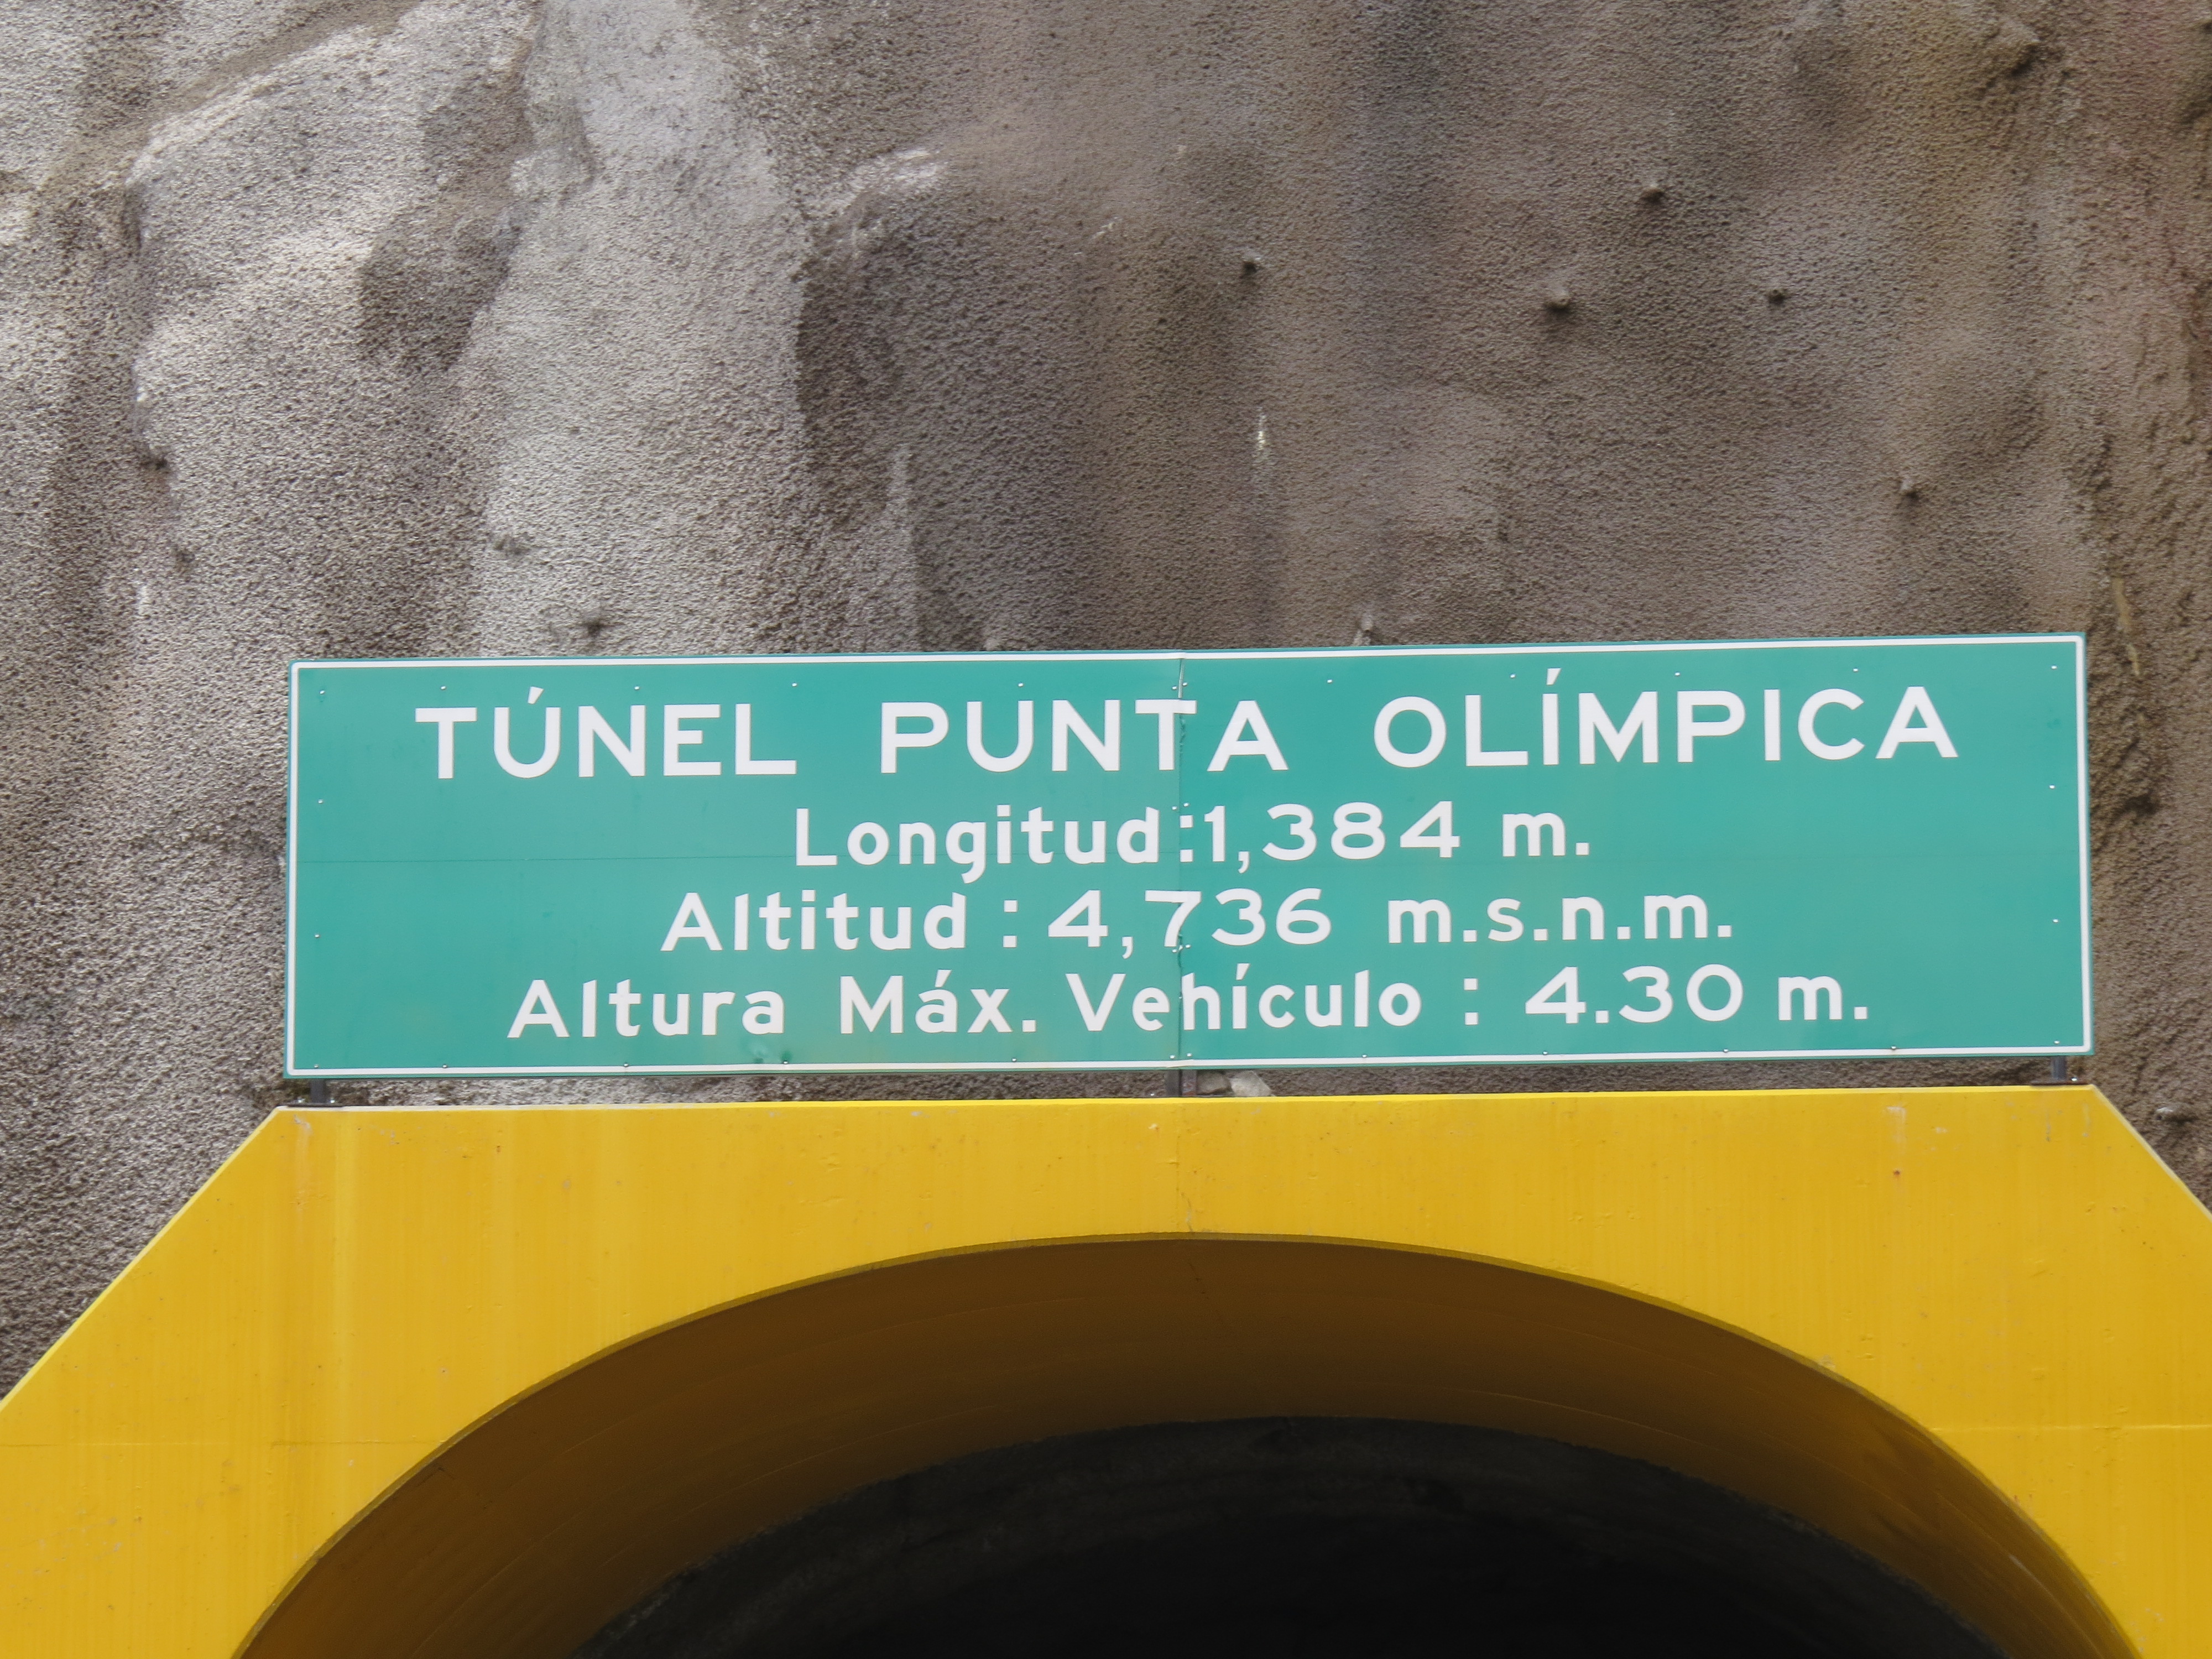 TÚNEL PUNTA OLÍMPICA
Longitud:1,384 m.
Altitud : 4,736 m.s.n.m.
Altura Máx. Vehículo : 4.30 m.